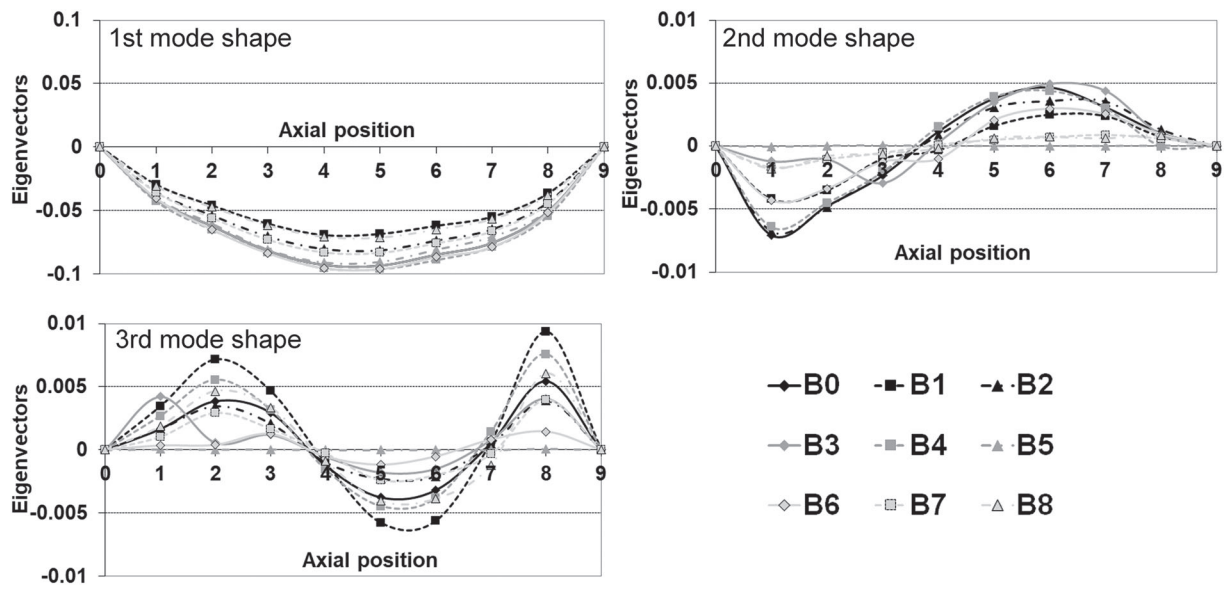 1st mode shape
0.1
0.05
0
-0.05
-0.1
Eigenvectors
Axial position
0 1 2 3 4 5 6 7 8 9
2nd mode shape
0.01
0.005
0
-0.005
-0.01
Eigenvectors
0 1 2 3 4 5 6 7 8 9
Axial position
3rd mode shape
0.01
0.005
0
-0.005
-0.01
Eigenvectors
0 1 2 3 4 5 6 7 8 9
Axial position
B0 B1 B2
B3 B4 B5
B6 B7 B8